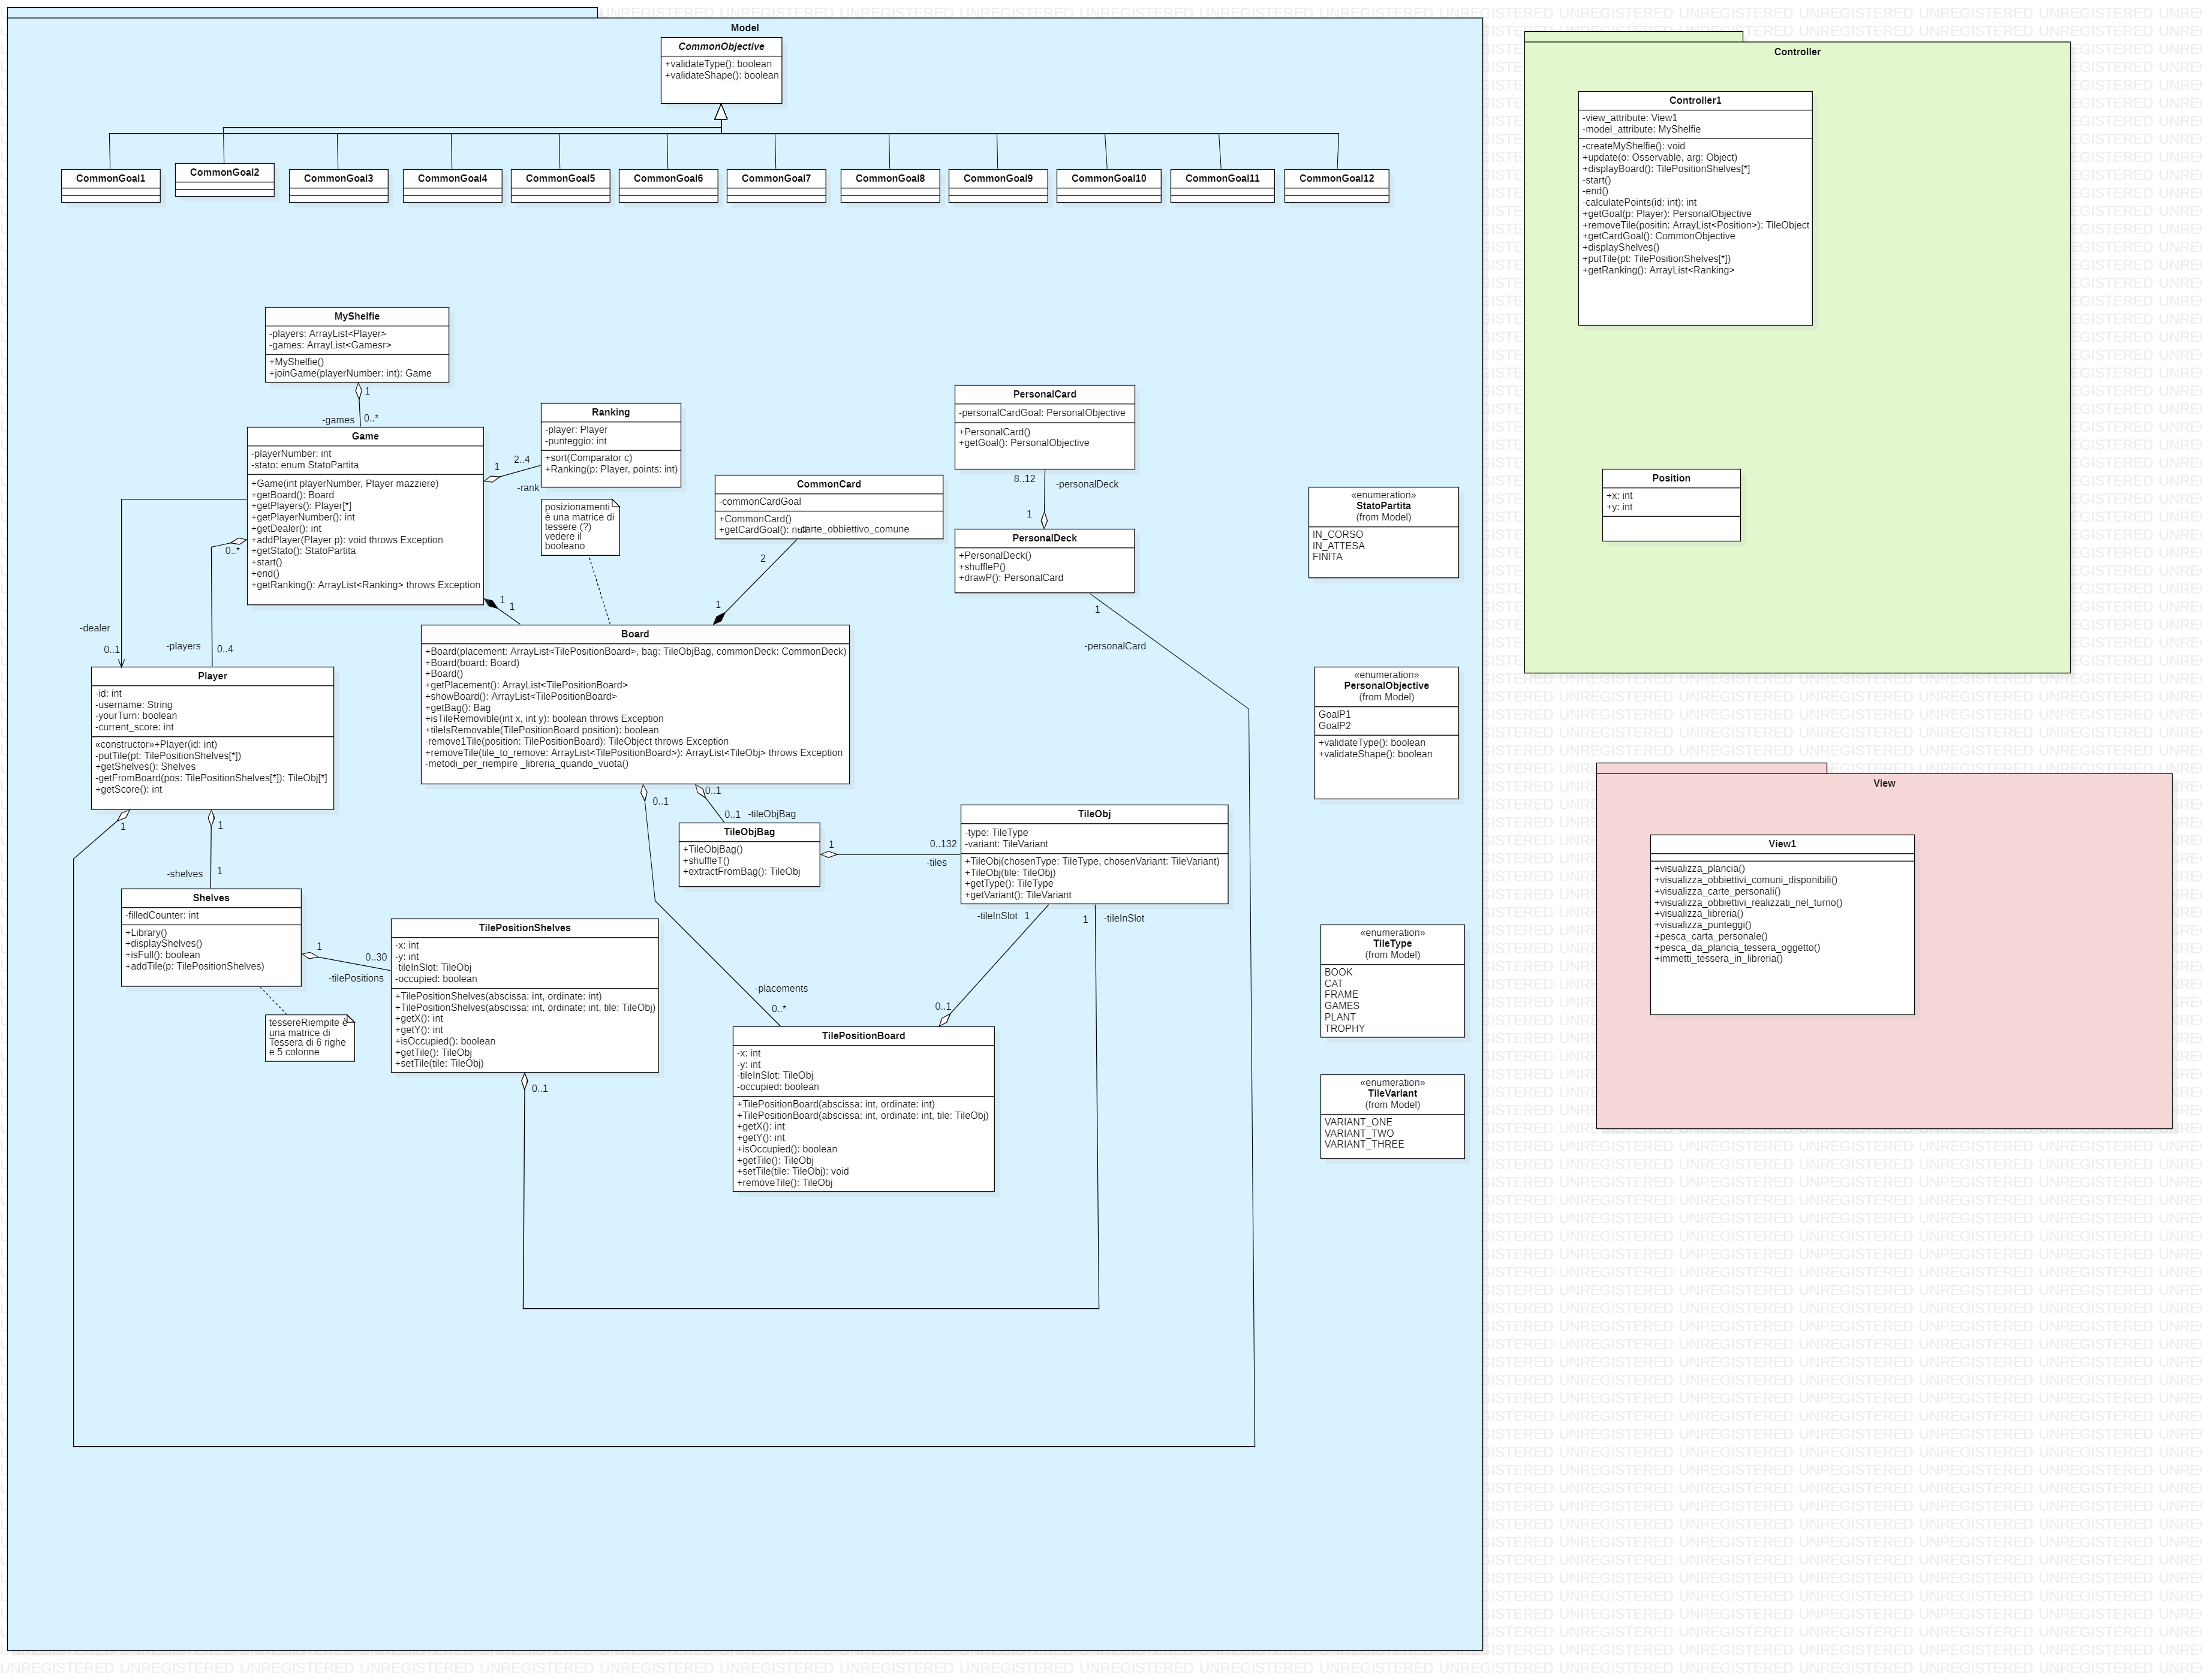 Model
CommonObjective
+validateType(): boolean
+validateShape(): boolean
CommonGoal1
CommonGoal2
CommonGoal3
CommonGoal4
CommonGoal5
CommonGoal6
CommonGoal7
CommonGoal8
CommonGoal9
CommonGoal10
CommonGoal11
CommonGoal12
MyShelfie
-players: ArrayList<Player>
-games: ArrayList<Gamesr>
+MyShelfie()
+joinGame(playerNumber: int): Game
1
-games
0..*
Game
-playerNumber: int
-stato: enum StatoPartita
+Game(int playerNumber, Player mazziere)
+getBoard(): Board
+getPlayers(): Player[*]
+getPlayerNumber(): int
+getDealer(): int
+addPlayer(Player p): void throws Exception
+getStato(): StatoPartita
+start()
+end()
+getRanking(): ArrayList<Ranking> throws Exception
1
2..4
-rank
Ranking
-player: Player
-punteggio: int
+sort(Comparator c)
+Ranking(p: Player, points: int)
posizionamenti
è una matrice di
tessere (?)
vedere il
booleano
CommonCard
-commonCardGoal
+CommonCard()
+getCardGoal(): null
-carte_obbiettivo_comune
2
1
PersonalCard
-personalCardGoal: PersonalObjective
+PersonalCard()
+getGoal(): PersonalObjective
8..12
-personalDeck
1
PersonalDeck
+PersonalDeck()
+shuffleP()
+drawP(): PersonalCard
1
-personalCard
0..*
1
1
-dealer
0..1
-players
0..4
Player
-id: int
-username: String
-yourTurn: boolean
-current_score: int
«constructor»+Player(id: int)
-putTile(pt: TilePositionShelves[*])
+getShelves(): Shelves
-getFromBoard(pos: TilePositionShelves[*]): TileObj[*]
+getScore(): int
1
1
-shelves
1
Board
+Board(placement: ArrayList<TilePositionBoard>, bag: TileObjBag, commonDeck: CommonDeck)
+Board(board: Board)
+Board()
+getPlacement(): ArrayList<TilePositionBoard>
+showBoard(): ArrayList<TilePositionBoard>
+getBag(): Bag
+isTileRemovible(int x, int y): boolean throws Exception
+tileIsRemovable(TilePositionBoard position): boolean
-remove1Tile(position: TilePositionBoard): TileObject throws Exception
+removeTile(tile_to_remove: ArrayList<TilePositionBoard>): ArrayList<TileObj> throws Exception
-metodi_per_riempire _libreria_quando_vuota()
0..1
0..1
0..1
-tileObjBag
TileObjBag
+TileObjBag()
+shuffleT()
+extractFromBag(): TileObj
1
0..132
-tiles
TileObj
-type: TileType
-variant: TileVariant
+TileObj(chosenType: TileType, chosenVariant: TileVariant)
+TileObj(tile: TileObj)
+getType(): TileType
+getVariant(): TileVariant
-tileInSlot
1
1
-tileInSlot
Shelves
-filledCounter: int
+Library()
+displayShelves()
+isFull(): boolean
+addTile(p: TilePositionShelves)
1
0..30
-tilePositions
tessereRiempite è
una matrice di
Tessera di 6 righe
e 5 colonne
TilePositionShelves
-x: int
-y: int
-tileInSlot: TileObj
-occupied: boolean
+TilePositionShelves(abscissa: int, ordinate: int)
+TilePositionShelves(abscissa: int, ordinate: int, tile: TileObj)
+getX(): int
+getY(): int
+isOccupied(): boolean
+getTile(): TileObj
+setTile(tile: TileObj)
0..1
-placements
0..*
0..1
TilePositionBoard
-x: int
-y: int
-tileInSlot: TileObj
-occupied: boolean
+TilePositionBoard(abscissa: int, ordinate: int)
+TilePositionBoard(abscissa: int, ordinate: int, tile: TileObj)
+getX(): int
+getY(): int
+isOccupied(): boolean
+getTile(): TileObj
+setTile(tile: TileObj): void
+removeTile(): TileObj
«enumeration»
StatoPartita
(from Model)
IN_CORSO
IN_ATTESA
FINITA
«enumeration»
PersonalObjective
(from Model)
GoalP1
GoalP2
+validateType(): boolean
+validateShape(): boolean
«enumeration»
TileType
(from Model)
BOOK
CAT
FRAME
GAMES
PLANT
TROPHY
«enumeration»
TileVariant
(from Model)
VARIANT_ONE
VARIANT_TWO
VARIANT_THREE
Controller
Controller1
-view_attribute: View1
-model_attribute: MyShelfie
-createMyShelfie(): void
+update(o: Osservable, arg: Object)
+displayBoard(): TilePositionShelves[*]
-start()
-end()
-calculatePoints(id: int): int
+getGoal(p: Player): PersonalObjective
+removeTile(positin: ArrayList<Position>): TileObject
+getCardGoal(): CommonObjective
+displayShelves()
+putTile(pt: TilePositionShelves[*])
+getRanking(): ArrayList<Ranking>
Position
+x: int
+y: int
View
View1
+visualizza_plancia()
+visualizza_obbiettivi_comuni_disponibili()
+visualizza_carte_personali()
+visualizza_obbiettivi_realizzati_nel_turno()
+visualizza_libreria()
+visualizza_punteggi()
+pesca_carta_personale()
+pesca_da_plancia_tessera_oggetto()
+immetti_tessera_in_libreria()
UNREGISTERED